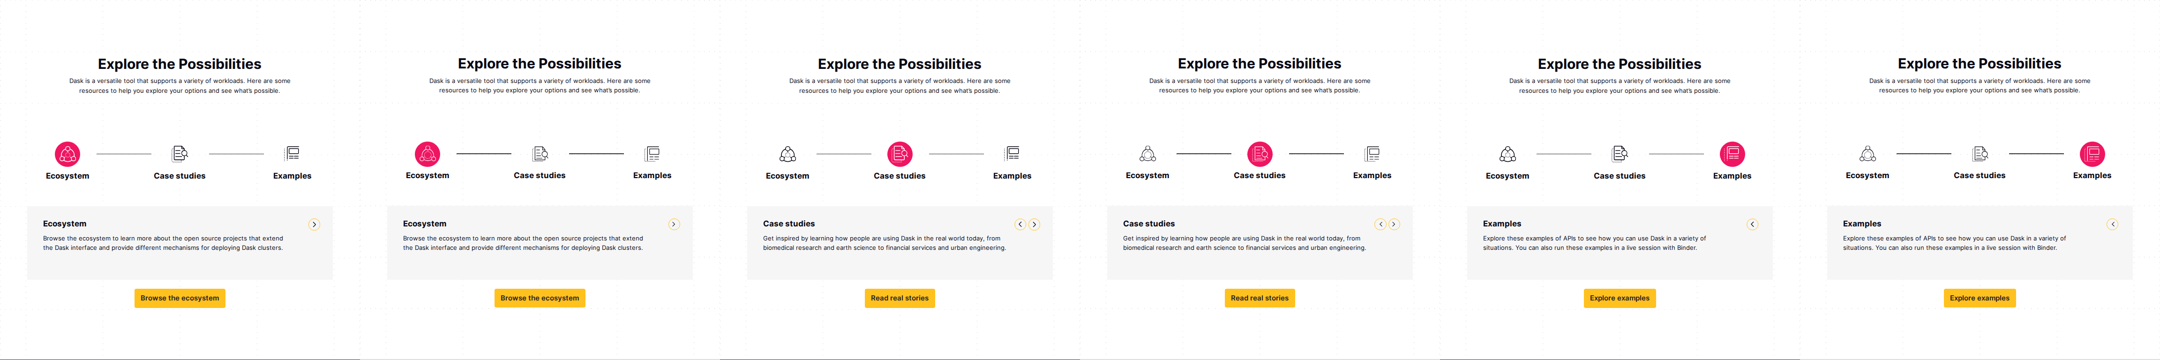 Explore the Possibilities
Dask is a versatile tool that supports a variety of workloads. Here are some
resources to help you explore your options and see what's possible.
Ecosystem
Case studies
Examples
Ecosystem
Browse the ecosystem to learn more about the open source projects that extend
the Dask interface and provide different mechanisms for deploying Dask clusters.
Browse the ecosystem
Explore the Possibilities
Dask is a versatile tool that supports a variety of workloads. Here are some
resources to help you explore your options and see what's possible.
Ecosystem
Case studies
Examples
Ecosystem
Browse the ecosystem to learn more about the open source projects that extend
the Dask interface and provide different mechanisms for deploying Dask clusters.
Browse the ecosystem
Explore the Possibilities
Dask is a versatile tool that supports a variety of workloads. Here are some
resources to help you explore your options and see what's possible.
Ecosystem
Case studies
Examples
Case studies
Get inspired by learning how people are using Dask in the real world today, from
biomedical research and earth science to financial services and urban engineering.
Read real stories
Explore the Possibilities
Dask is a versatile tool that supports a variety of workloads. Here are some
resources to help you explore your options and see what's possible.
Ecosystem
Case studies
Examples
Case studies
Get inspired by learning how people are using Dask in the real world today, from
biomedical research and earth science to financial services and urban engineering.
Read real stories
Explore the Possibilities
Dask is a versatile tool that supports a variety of workloads. Here are some
resources to help you explore your options and see what's possible.
Ecosystem
Case studies
Examples
Examples
Explore these examples of APIs to see how you can use Dask in a variety of
situations. You can also run these examples in a live session with Binder.
Explore examples
Explore the Possibilities
Dask is a versatile tool that supports a variety of workloads. Here are some
resources to help you explore your options and see what's possible.
Ecosystem
Case studies
Examples
Examples
Explore these examples of APIs to see how you can use Dask in a variety of
situations. You can also run these examples in a live session with Binder.
Explore examples